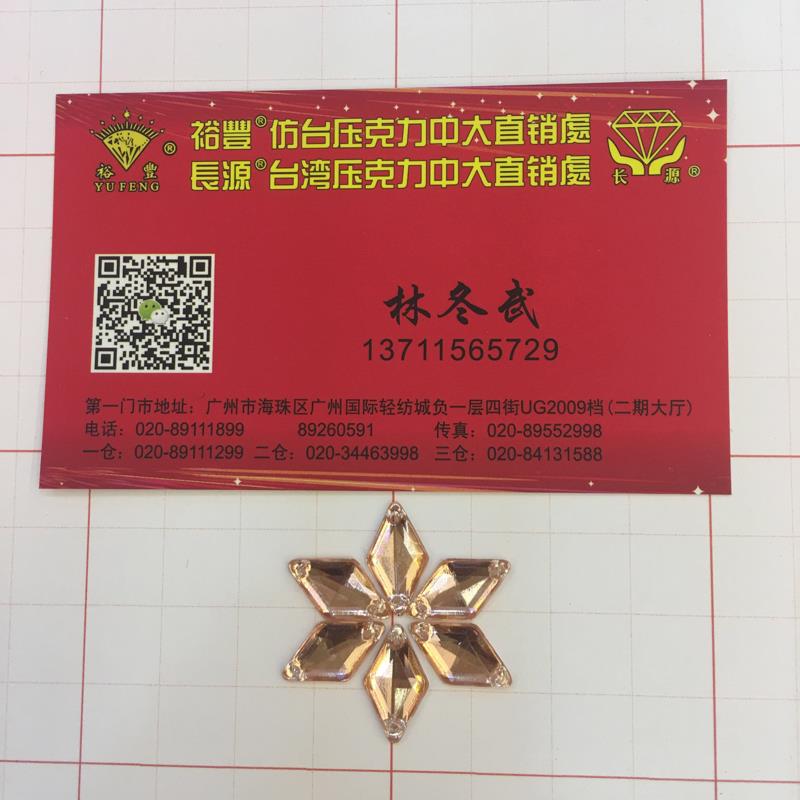 裕豐®仿台压克力中大直销處
長源®台湾压克力中大直销處
裕 豐 ®
YUFENG
长 源 ®
林冬武
13711565729
第一门市地址：广州市海珠区广州国际轻纺城负一层四街UG2009档(二期大厅)
电话：020-89111899 89260591 传真：020-89552998
一仓：020-89111299 二仓：020-34463998 三仓：020-84131588